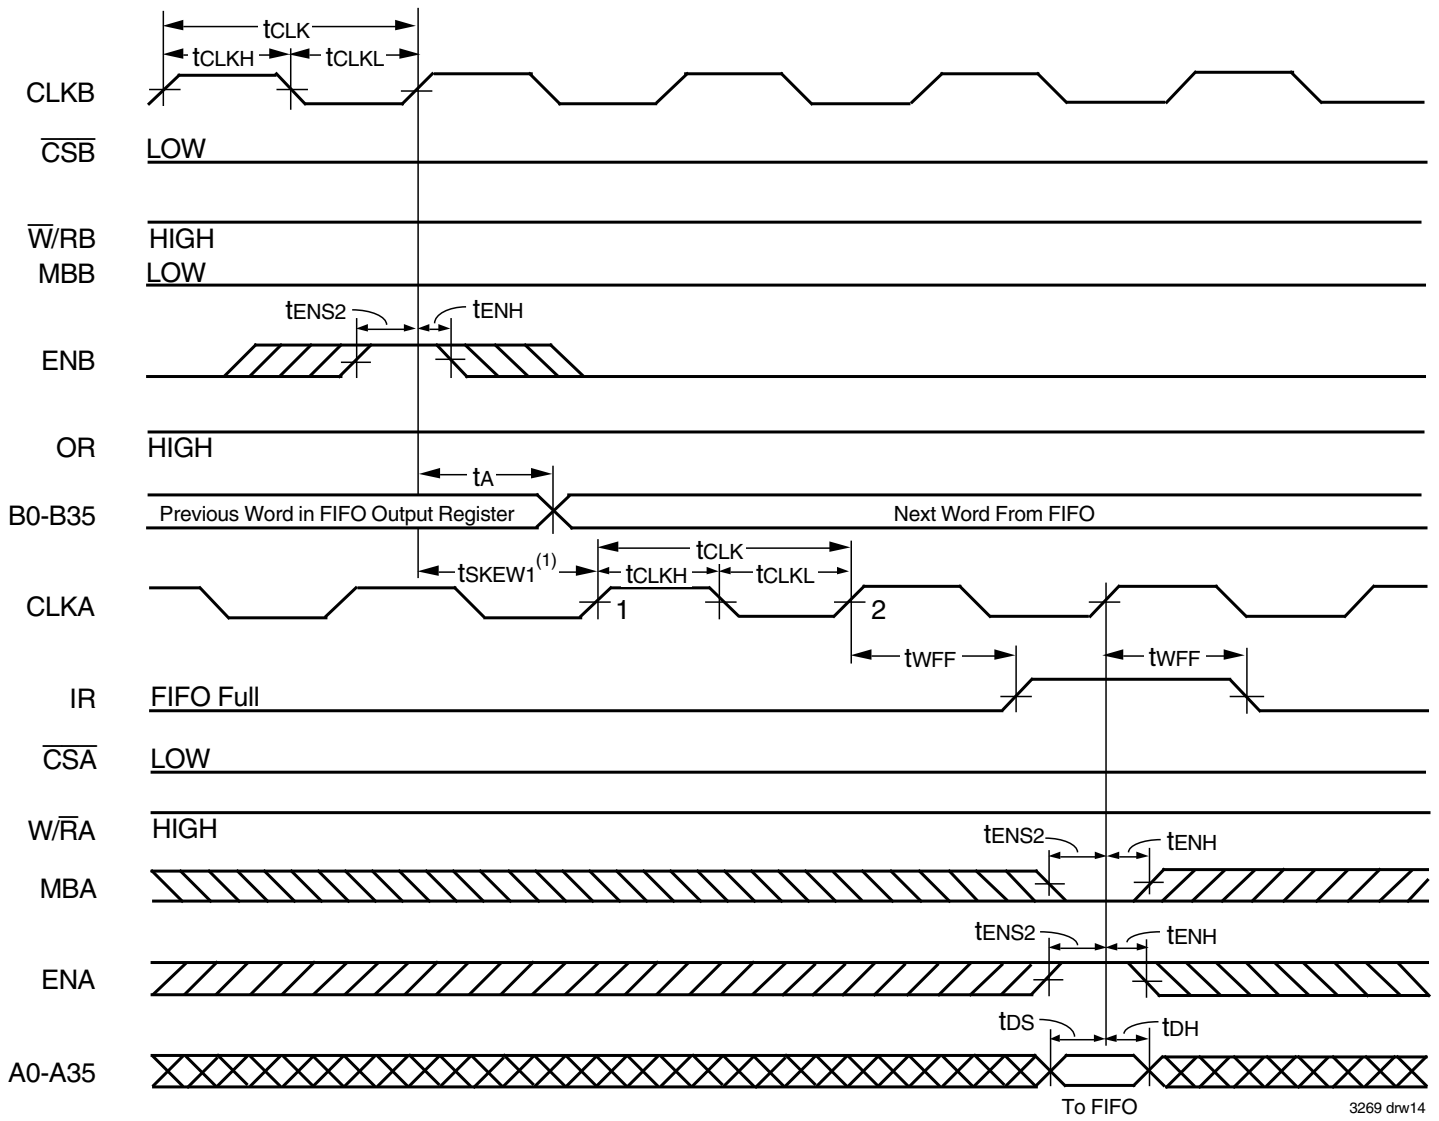 tCLK
tCLKH tCLKL
CLKB
CSB LOW
W/RB HIGH
MBB LOW
tENS2 tENH
ENB
OR HIGH
tA
B0-B35 Previous Word in FIFO Output Register Next Word From FIFO
tCLK
tSKEW1(1) tCLKH tCLKL
CLKA 1 2
tWFF tWFF
IR FIFO Full
CSA LOW
W/RA HIGH
tENS2 tENH
MBA
tENS2 tENH
ENA
tDS tDH
A0-A35
To FIFO
3269 drw14